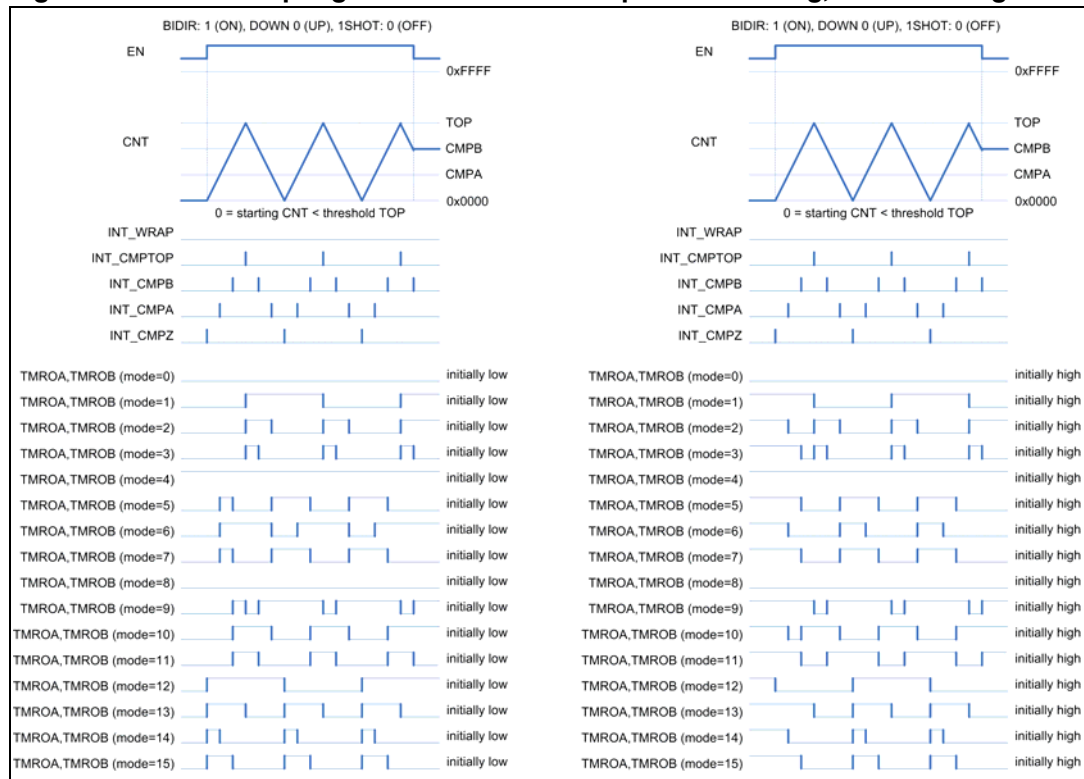 BIDIR: 1 (ON), DOWN 0 (UP), 1SHOT: 0 (OFF)
EN
0xFFFF
TOP
CNT
CMPB
CMPA
0x0000
0 = starting CNT < threshold TOP
INT_WRAP
INT_CMPTOP
INT_CMPB
INT_CMPA
INT_CMPZ
TMROA,TMROB (mode=0) initially low
TMROA,TMROB (mode=1) initially low
TMROA,TMROB (mode=2) initially low
TMROA,TMROB (mode=3) initially low
TMROA,TMROB (mode=4) initially low
TMROA,TMROB (mode=5) initially low
TMROA,TMROB (mode=6) initially low
TMROA,TMROB (mode=7) initially low
TMROA,TMROB (mode=8) initially low
TMROA,TMROB (mode=9) initially low
TMROA,TMROB (mode=10) initially low
TMROA,TMROB (mode=11) initially low
TMROA,TMROB (mode=12) initially low
TMROA,TMROB (mode=13) initially low
TMROA,TMROB (mode=14) initially low
TMROA,TMROB (mode=15) initially low
BIDIR: 1 (ON), DOWN 0 (UP), 1SHOT: 0 (OFF)
EN
0xFFFF
TOP
CNT
CMPB
CMPA
0x0000
0 = starting CNT < threshold TOP
INT_WRAP
INT_CMPTOP
INT_CMPB
INT_CMPA
INT_CMPZ
TMROA,TMROB (mode=0) initially high
TMROA,TMROB (mode=1) initially high
TMROA,TMROB (mode=2) initially high
TMROA,TMROB (mode=3) initially high
TMROA,TMROB (mode=4) initially high
TMROA,TMROB (mode=5) initially high
TMROA,TMROB (mode=6) initially high
TMROA,TMROB (mode=7) initially high
TMROA,TMROB (mode=8) initially high
TMROA,TMROB (mode=9) initially high
TMROA,TMROB (mode=10) initially high
TMROA,TMROB (mode=11) initially high
TMROA,TMROB (mode=12) initially high
TMROA,TMROB (mode=13) initially high
TMROA,TMROB (mode=14) initially high
TMROA,TMROB (mode=15) initially high